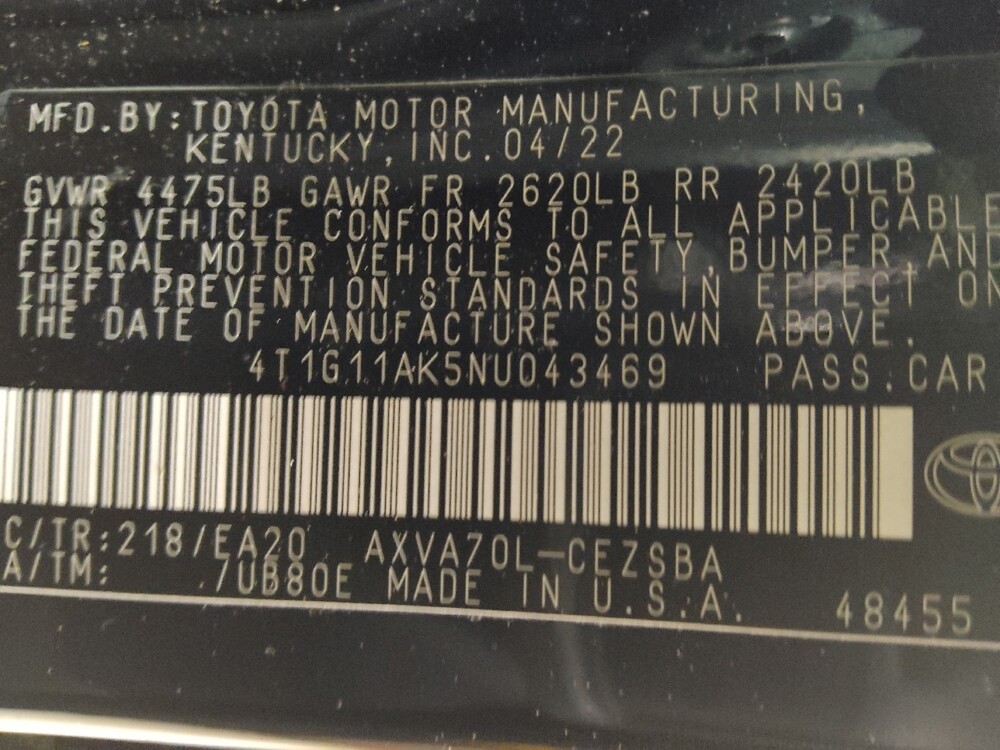 MFD.BY:TOYOTA MOTOR MANUFACTURING,
KENTUCKY,INC.04/22
GVWR 4475LB GAWR FR 2620LB RR 2420LB
THIS VEHICLE CONFORMS TO ALL APPLICABLE
FEDERAL MOTOR VEHICLE SAFETY,BUMPER AND
THEFT PREVENTION STANDARDS IN EFFECT ON
THE DATE OF MANUFACTURE SHOWN ABOVE.
4T1G11AK5NU043469 PASS.CAR
C/TR:218/EA20 AXVA70L-CEZSBA
A/TM: /UB80E MADE IN U.S.A. 48455